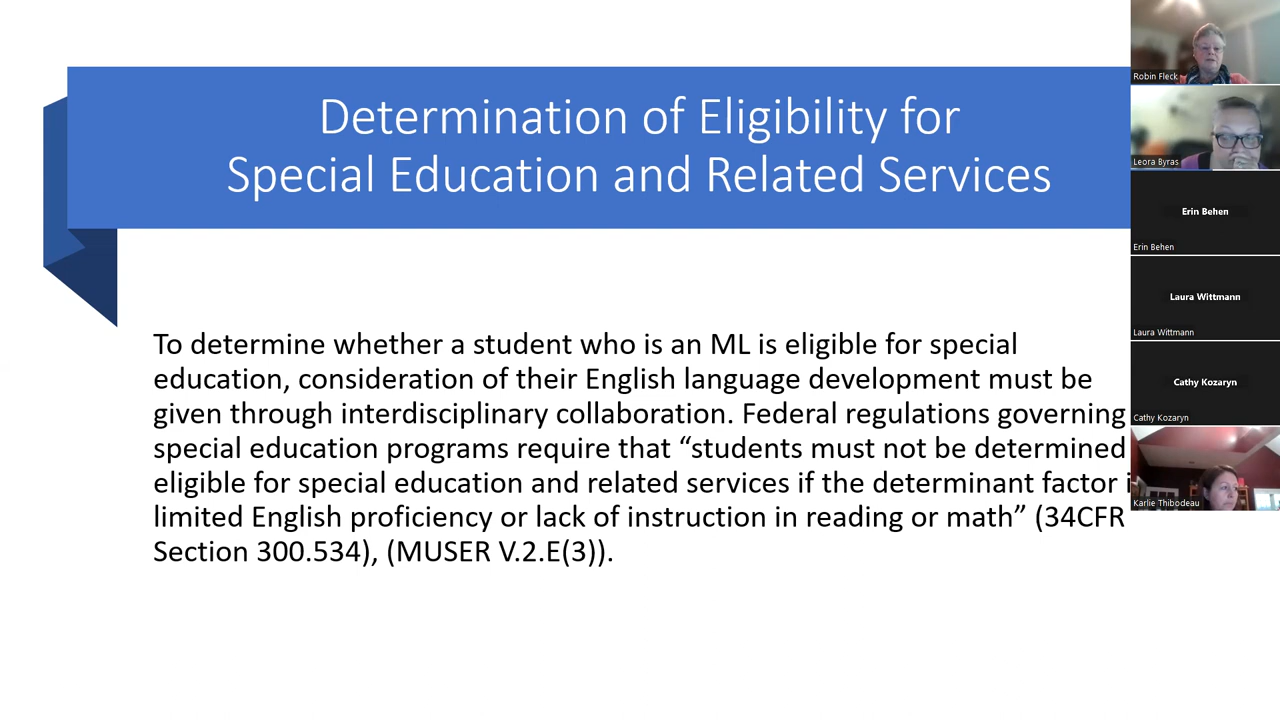 Determination of Eligibility for
Special Education and Related Services
To determine whether a student who is an ML is eligible for special
education, consideration of their English language development must be
given through interdisciplinary collaboration. Federal regulations governing
special education programs require that “students must not be determined
eligible for special education and related services if the determinant factor
limited English proficiency or lack of instruction in reading or math” (34CFR
Section 300.534), (MUSER V.2.E(3)).
Robin Fleck
Leora Byras
Erin Behen
Erin Behen
Laura Wittmann
Laura Wittmann
Cathy Kozaryn
Cathy Kozaryn
Karlie Thibodeau